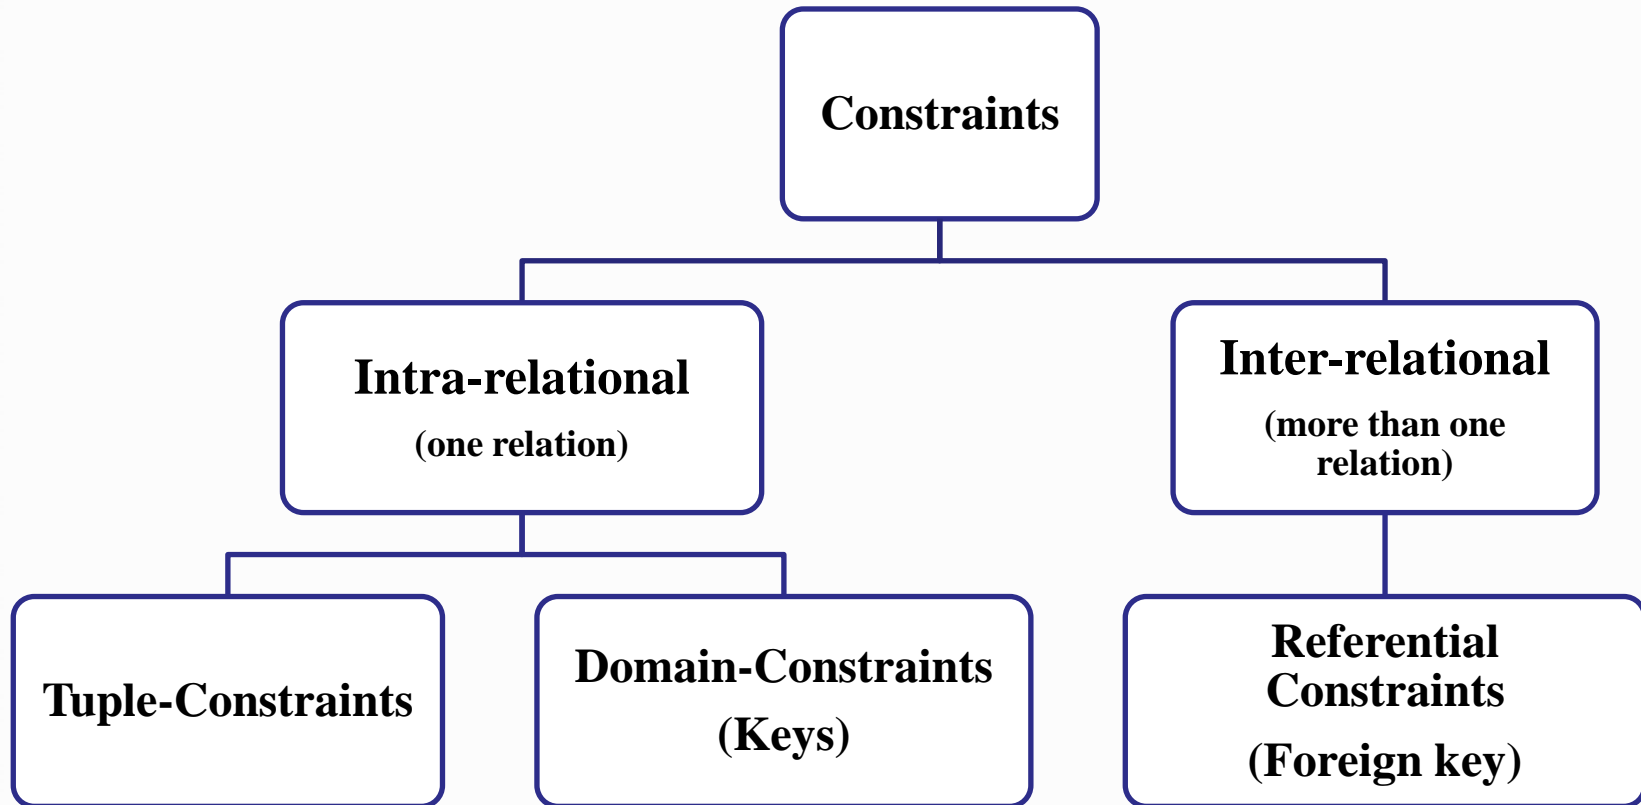 Constraints
Intra-relational
(one relation)
Inter-relational
(more than one
relation)
Tuple-Constraints
Domain-Constraints
(Keys)
Referential
Constraints
(Foreign key)